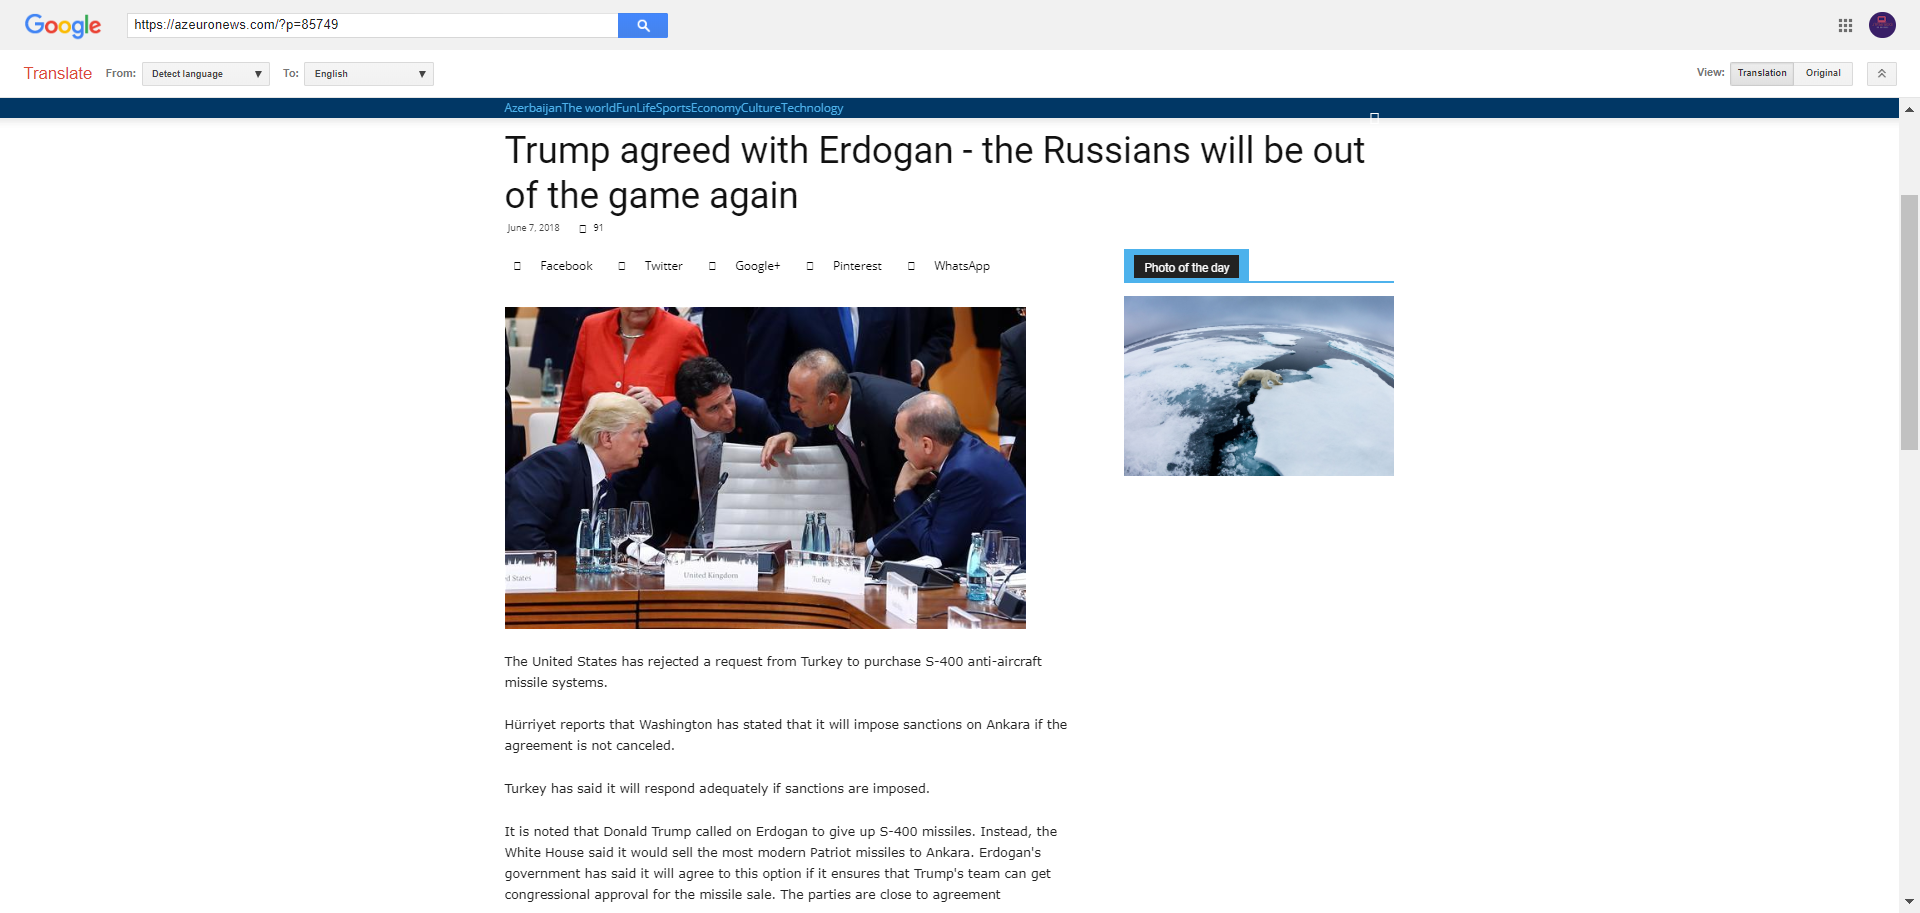 Google
https://azeuronews.com/?p=85749
Translate From: Detect language ▼ To: English ▼ View: Translation Original
AzerbaijanThe worldFunLifeSportsEconomyCultureTechnology
Trump agreed with Erdogan - the Russians will be out
of the game again
June 7, 2018 91
Facebook Twitter Google+ Pinterest WhatsApp
Photo of the day
d States
United Kingdom
Turkey
The United States has rejected a request from Turkey to purchase S-400 anti-aircraft
missile systems.
Hürriyet reports that Washington has stated that it will impose sanctions on Ankara if the
agreement is not canceled.
Turkey has said it will respond adequately if sanctions are imposed.
It is noted that Donald Trump called on Erdogan to give up S-400 missiles. Instead, the
White House said it would sell the most modern Patriot missiles to Ankara. Erdogan's
government has said it will agree to this option if it ensures that Trump's team can get
congressional approval for the missile sale. The parties are close to agreement